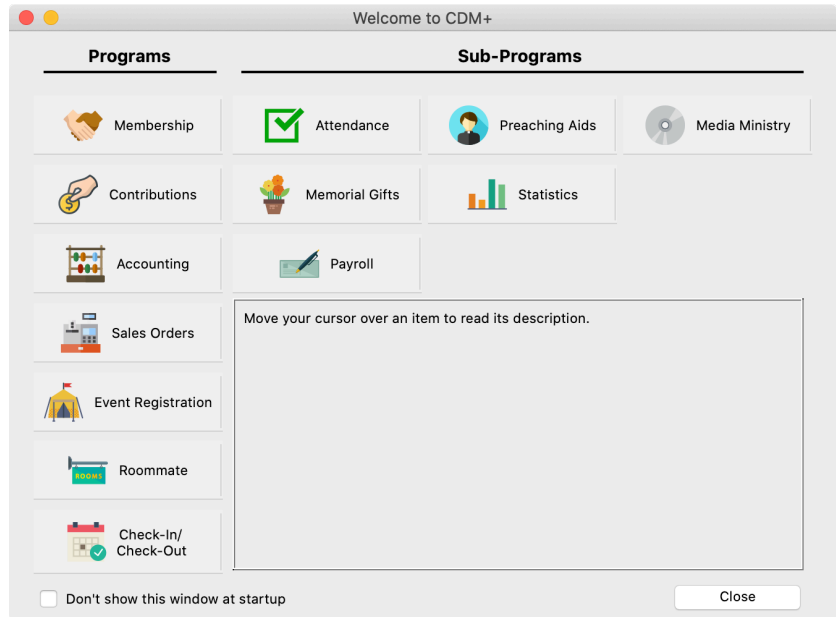 Welcome to CDM+
Programs
Sub-Programs
Membership
Attendance
Preaching Aids
Media Ministry
Contributions
Memorial Gifts
Statistics
Accounting
Payroll
Sales Orders
Move your cursor over an item to read its description.
Event Registration
ROOMS
Roommate
Check-In/
Check-Out
Don't show this window at startup
Close